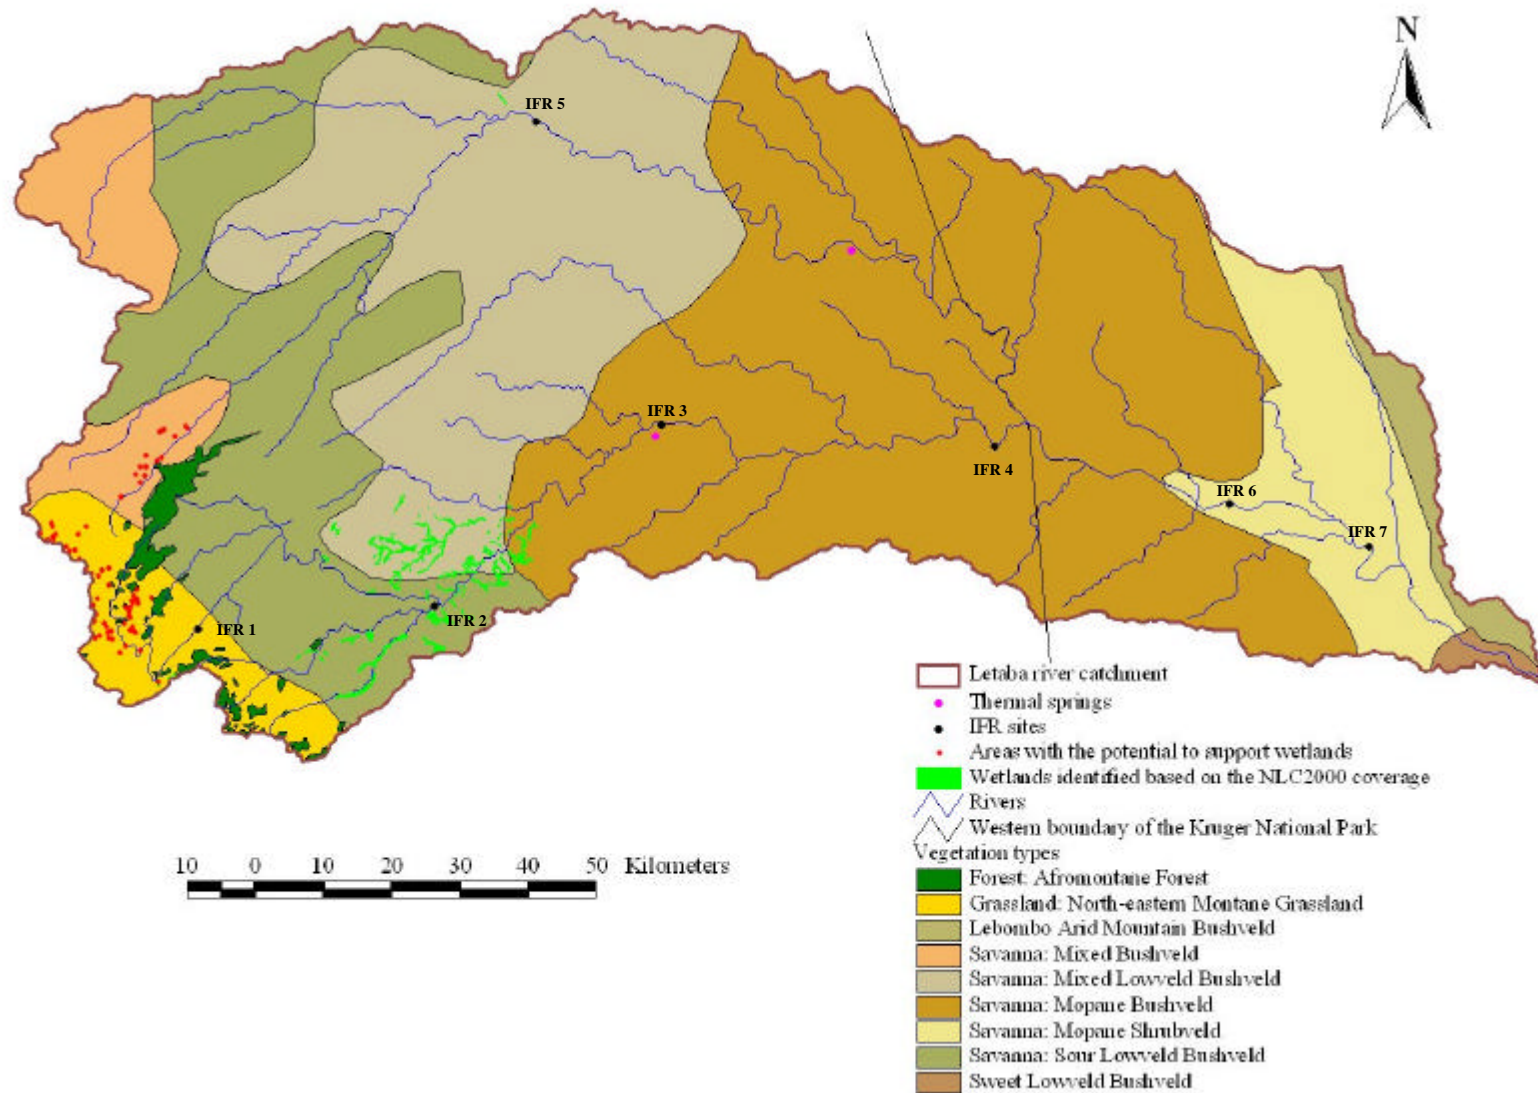 N
IFR 5
IFR 3
IFR 4
IFR 6
IFR 7
IFR 2
IFR 1
Letaba river catchment
Thermal springs
IFR sites
Areas with the potential to support wetlands
Wetlands identified based on the NLC2000 coverage
Rivers
Western boundary of the Kruger National Park
Vegetation types
10 0 10 20 30 40 50 Kilometers
Forest: Afromontane Forest
Grassland: North-eastern Montane Grassland
Lebombo Arid Mountain Bushveld
Savanna: Mixed Bushveld
Savanna: Mixed Lowveld Bushveld
Savanna: Mopane Bushveld
Savanna: Mopane Shrubveld
Savanna: Sour Lowveld Bushveld
Sweet Lowveld Bushveld